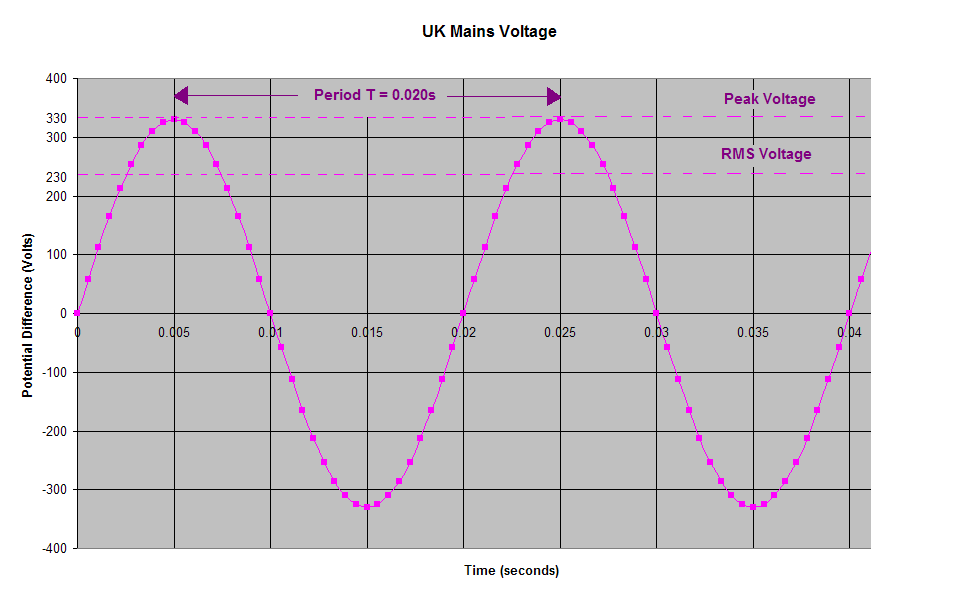 UK Mains Voltage
400
Period T = 0.020s
Peak Voltage
330
300
RMS Voltage
230
200
100
0
0 0.005 0.01 0.015 0.02 0.025 0.03 0.035 0.04
-100
-200
-300
-400
Potential Difference (Volts)
Time (seconds)